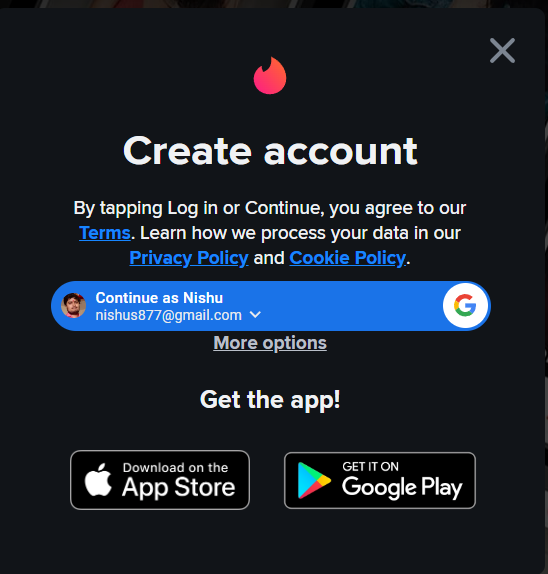 Create account
By tapping Log in or Continue, you agree to our
Terms. Learn how we process your data in our
Privacy Policy and Cookie Policy.
Continue as Nishu
nishus877@gmail.com
More options
Get the app!
Download on the
App Store
GET IT ON
Google Play